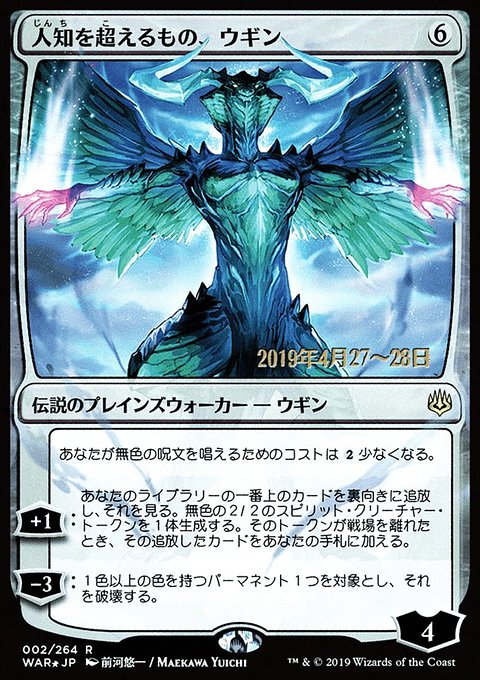 じんち こ
人知を超えるもの、ウギン 6
2019年4月27~28日
伝説のプレインズウォーカー — ウギン
あなたが無色の呪文を唱えるためのコストは 2 少なくなる。
あなたのライブラリーの一番上のカードを裏向きに追放
し、それを見る。無色の2/2のスピリット・クリーチャー・
+1: トークンを1体生成する。そのトークンが戦場を離れた
とき、その追放したカードをあなたの手札に加える。
-3: 1色以上の色を持つパーマネント1つを対象とし、それ
を破壊する。
4
002/264 R
WAR★JP 前河悠一 / Maekawa Yuichi ™ & © 2019 Wizards of the Coast